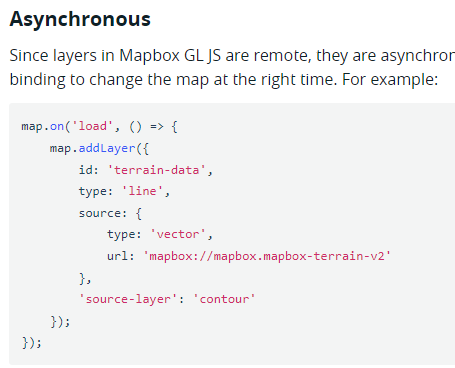 Asynchronous
Since layers in Mapbox GL JS are remote, they are asynchron
binding to change the map at the right time. For example:
map.on('load', () => {
    map.addLayer({
        id: 'terrain-data',
        type: 'line',
        source: {
            type: 'vector',
            url: 'mapbox://mapbox.mapbox-terrain-v2'
        },
        'source-layer': 'contour'
    });
});